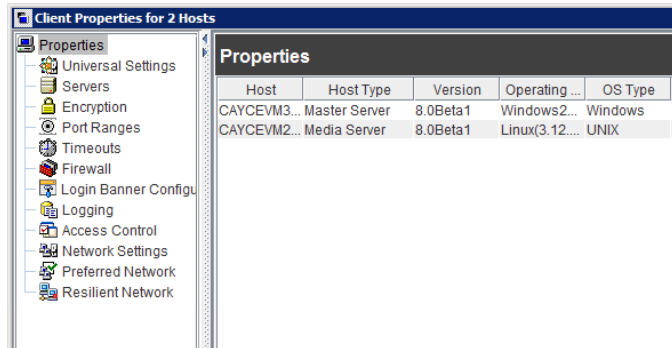 Client Properties for 2 Hosts
Properties
Universal Settings
Servers
Encryption
Port Ranges
Timeouts
Firewall
Login Banner Configu
Logging
Access Control
Network Settings
Preferred Network
Resilient Network
Properties
Host Host Type Version Operating ... OS Type
CAYCEVM3... Master Server 8.0Beta1 Windows2... Windows
CAYCEVM2... Media Server 8.0Beta1 Linux(3.12.... UNIX